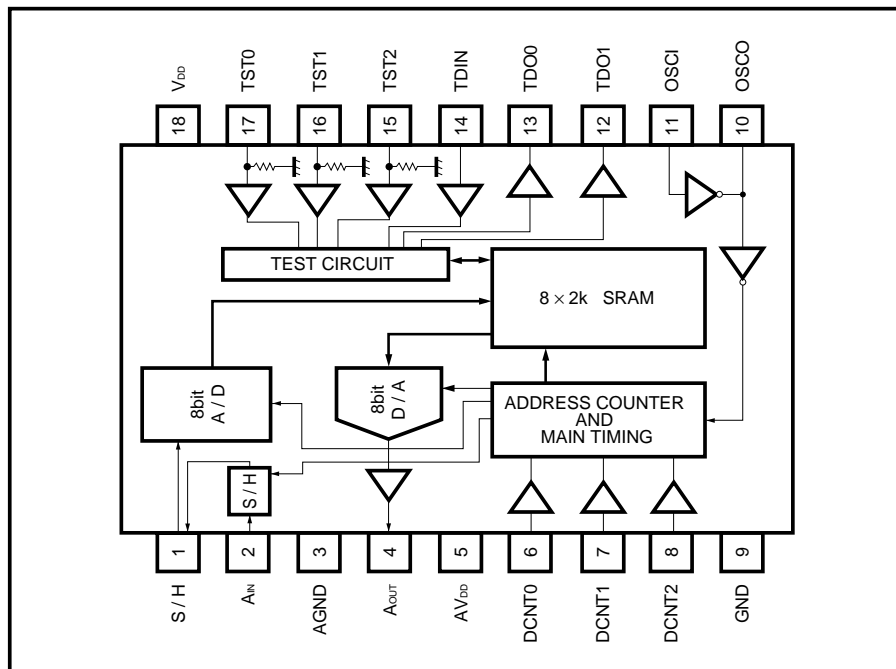 VDD
TST0
TST1
TST2
TDIN
TDO0
TDO1
OSCI
OSCO
18
17
16
15
14
13
12
11
10
TEST CIRCUIT
8 × 2k SRAM
8bit
A / D
8bit
D / A
ADDRESS COUNTER
AND
MAIN TIMING
S / H
1
2
3
4
5
6
7
8
9
S / H
AIN
AGND
AOUT
AVDD
DCNT0
DCNT1
DCNT2
GND